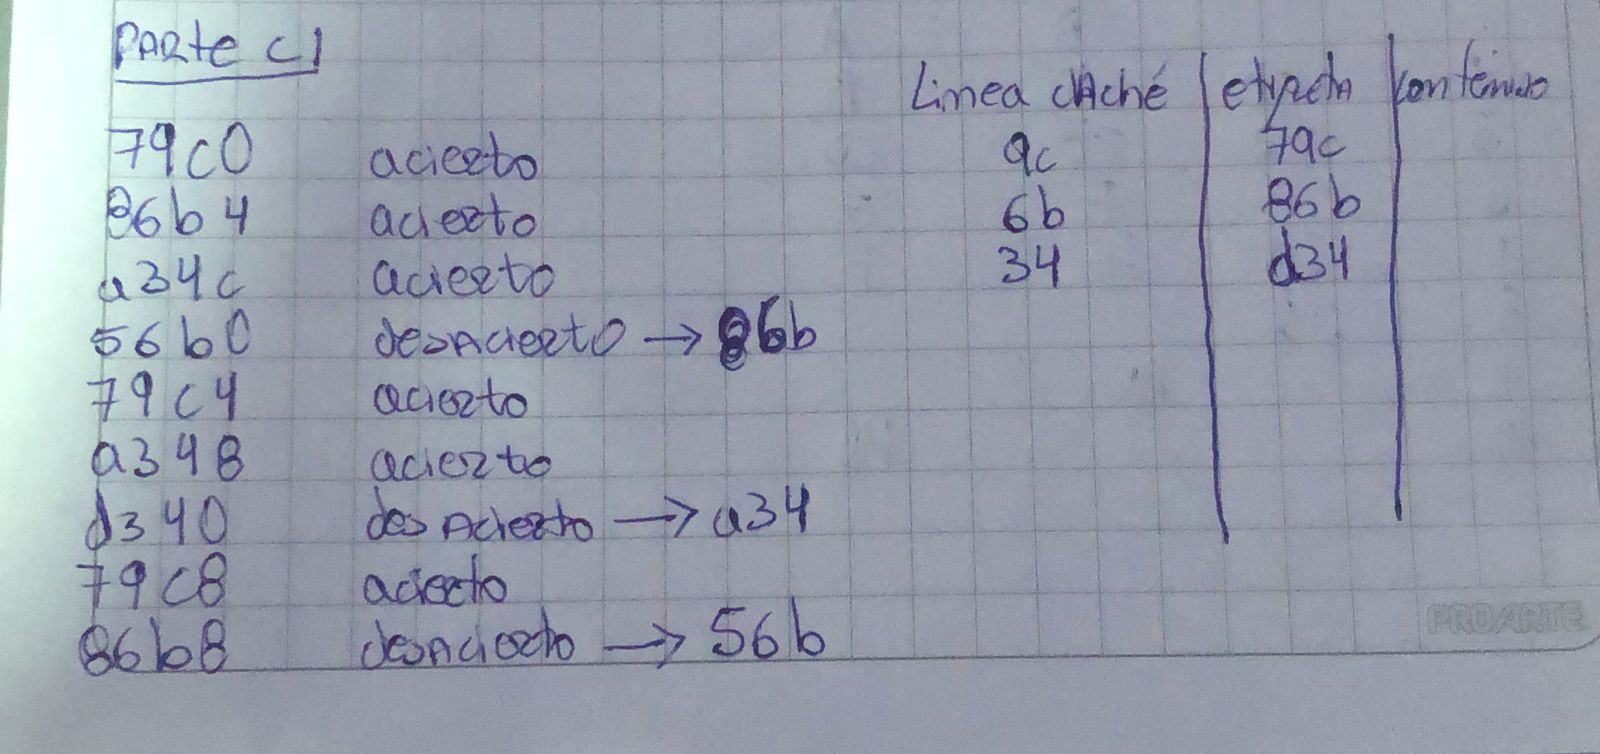 PARte c1
Linea cAché etiqueta contenido
79c0 acierto 9c 79c
86b4 acierto 6b 86b
a34c acierto 34 d34
56b0 desacierto → 86b
79c4 acierto
a348 acierto
d340 desAcierto → a34
79c8 acierto
86b8 desacierto → 56b
PROARTE